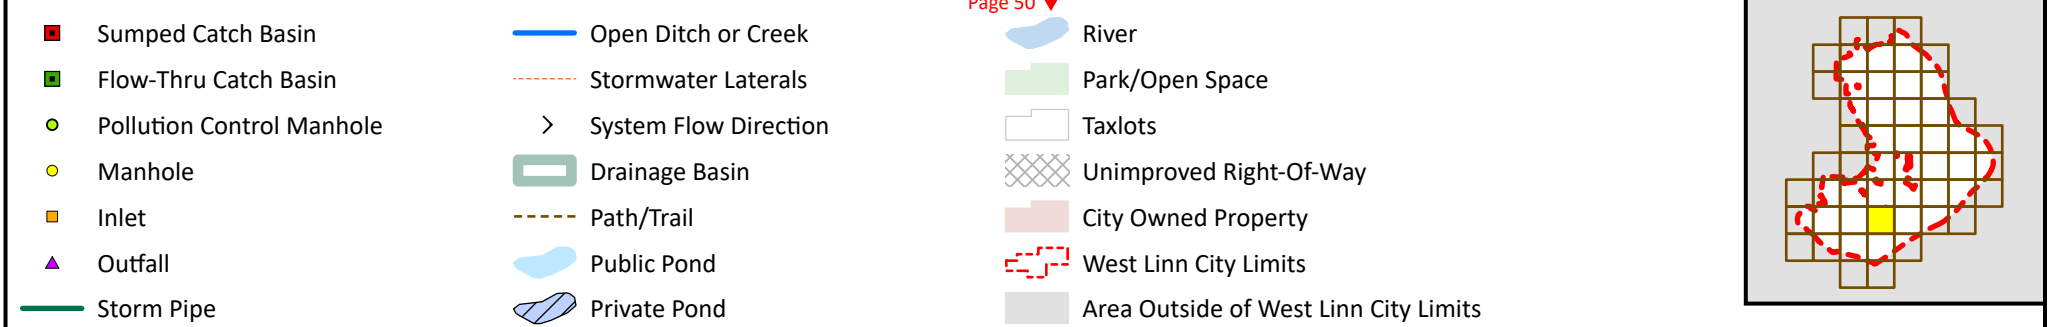 Page 50
Sumped Catch Basin
Flow-Thru Catch Basin
Pollution Control Manhole
Manhole
Inlet
Outfall
Storm Pipe
Open Ditch or Creek
Stormwater Laterals
System Flow Direction
Drainage Basin
Path/Trail
Public Pond
Private Pond
River
Park/Open Space
Taxlots
Unimproved Right-Of-Way
City Owned Property
West Linn City Limits
Area Outside of West Linn City Limits